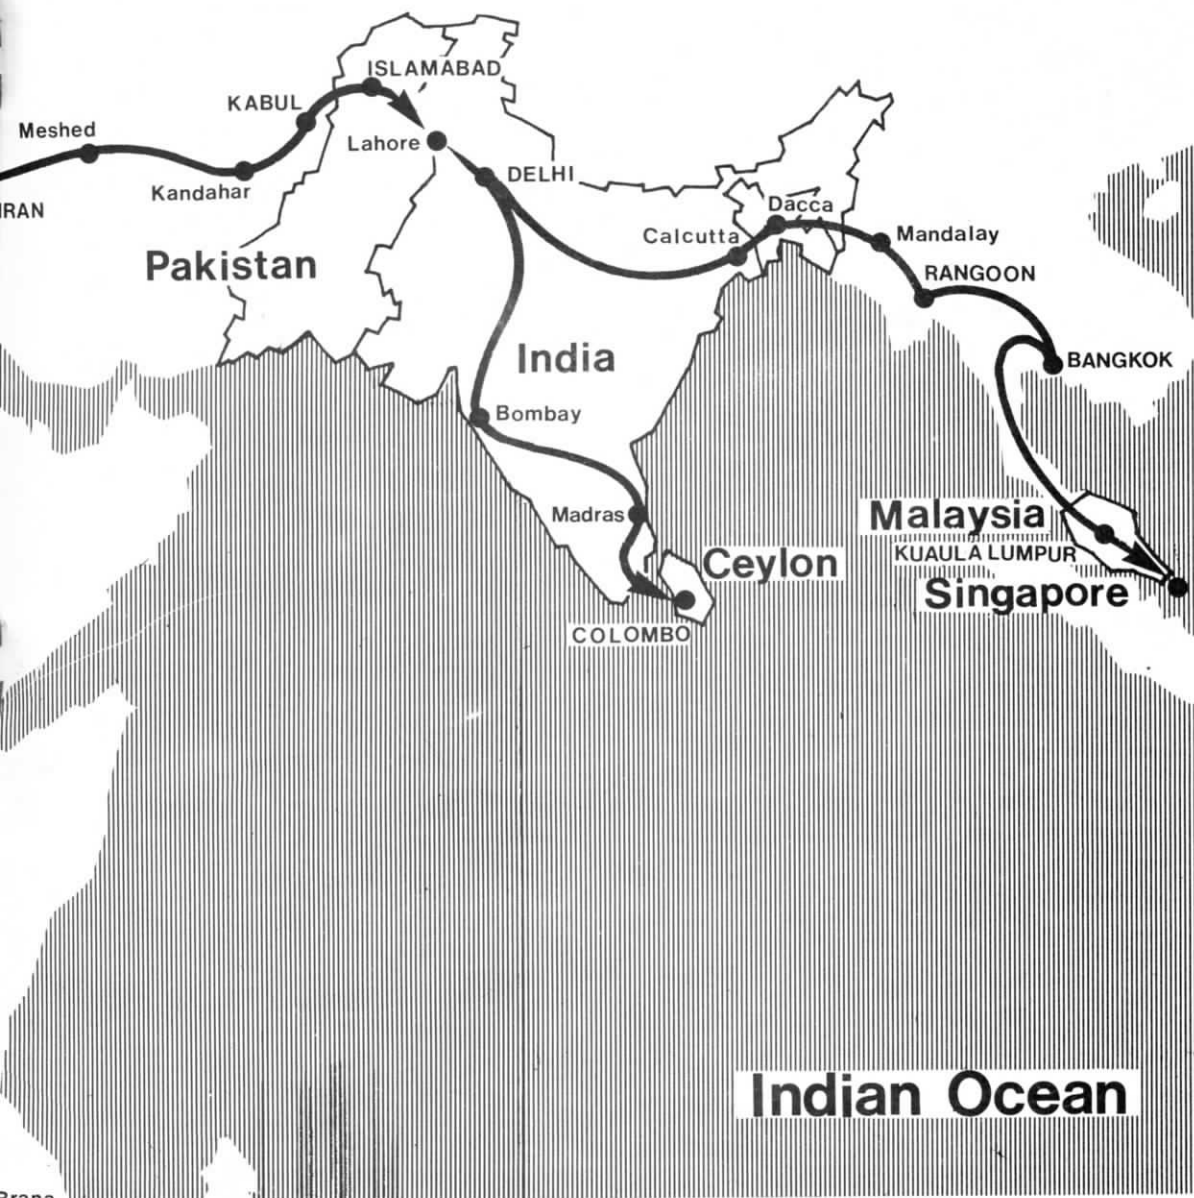 ISLAMABAD
KABUL
Meshed
Lahore
DELHI
Kandahar
IRAN
Dacca
Calcutta
Mandalay
Pakistan
RANGOON
India
BANGKOK
Bombay
Madras
Malaysia
KUAULA LUMPUR
Ceylon
Singapore
COLOMBO
Indian Ocean